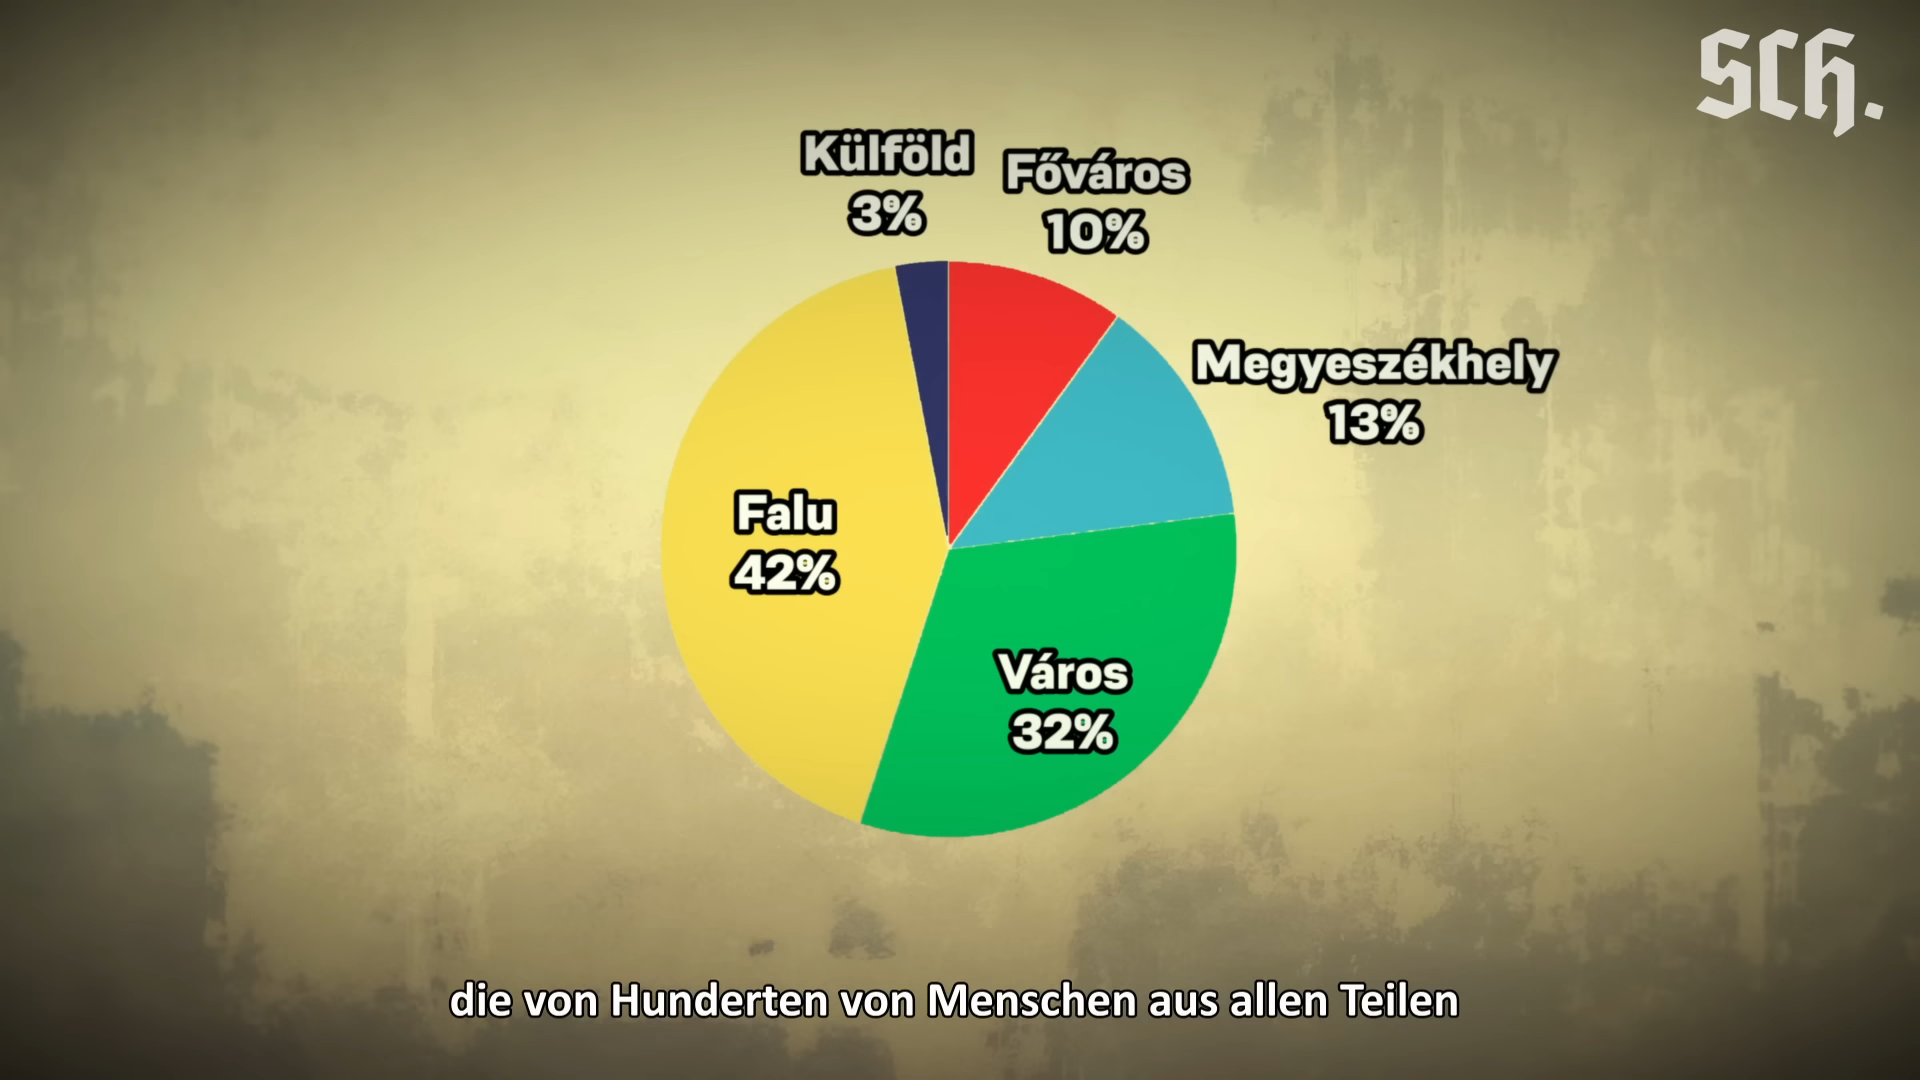 Sch.
Külföld
3%
Főváros
10%
Megyeszékhely
13%
Falu
42%
Város
32%
die von Hunderten von Menschen aus allen Teilen